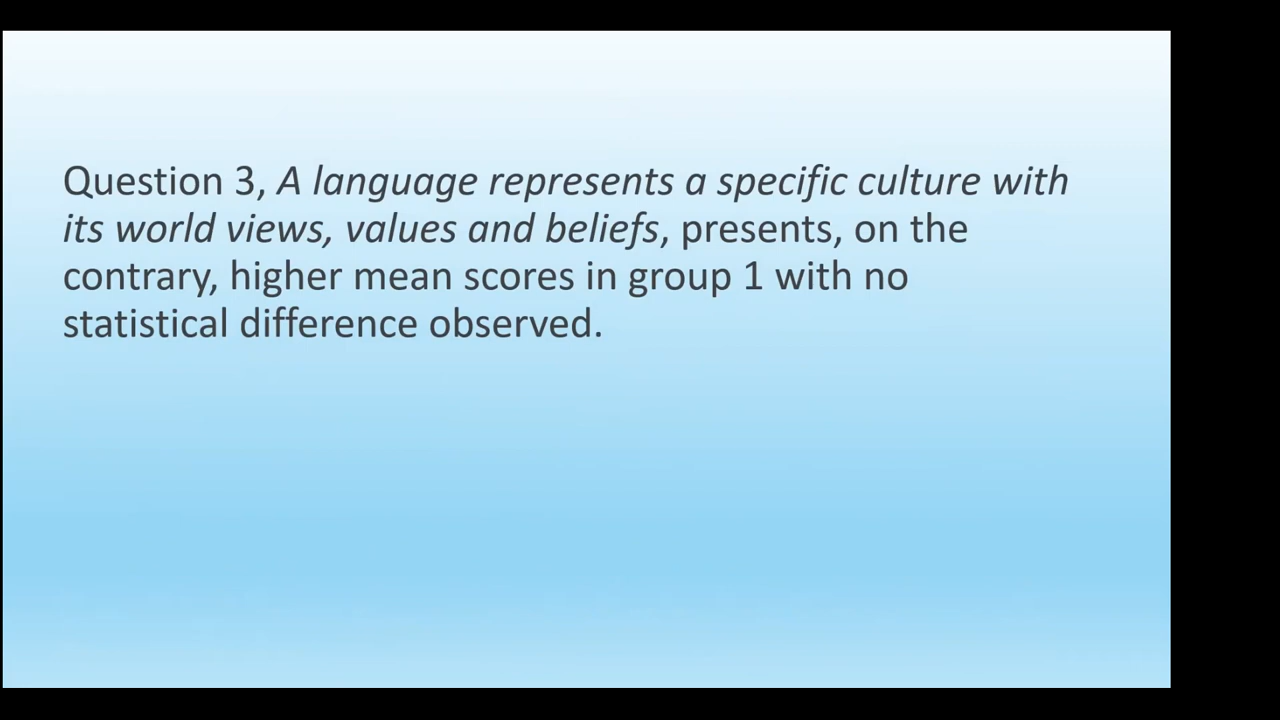 Question 3, A language represents a specific culture with
its world views, values and beliefs, presents, on the
contrary, higher mean scores in group 1 with no
statistical difference observed.